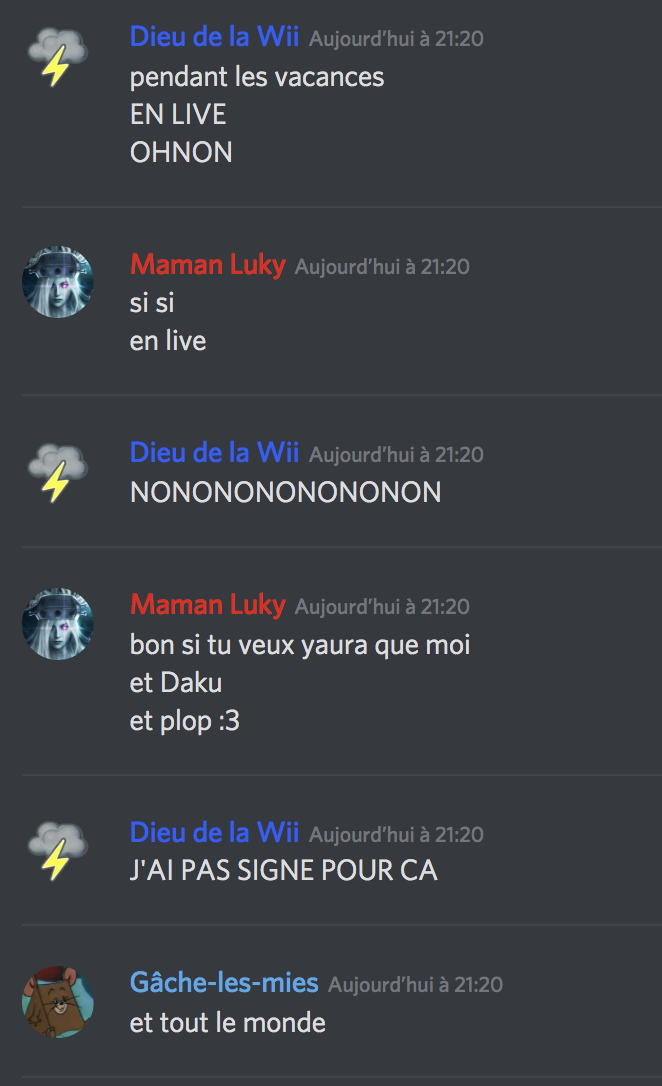 Dieu de la Wii Aujourd'hui à 21:20
pendant les vacances
EN LIVE
OHNON
Maman Luky Aujourd'hui à 21:20
si si
en live
Dieu de la Wii Aujourd'hui à 21:20
NONONONONONONON
Maman Luky Aujourd'hui à 21:20
bon si tu veux yaura que moi
et Daku
et plop :3
Dieu de la Wii Aujourd'hui à 21:20
J'AI PAS SIGNE POUR CA
Gâche-les-mies Aujourd'hui à 21:20
et tout le monde